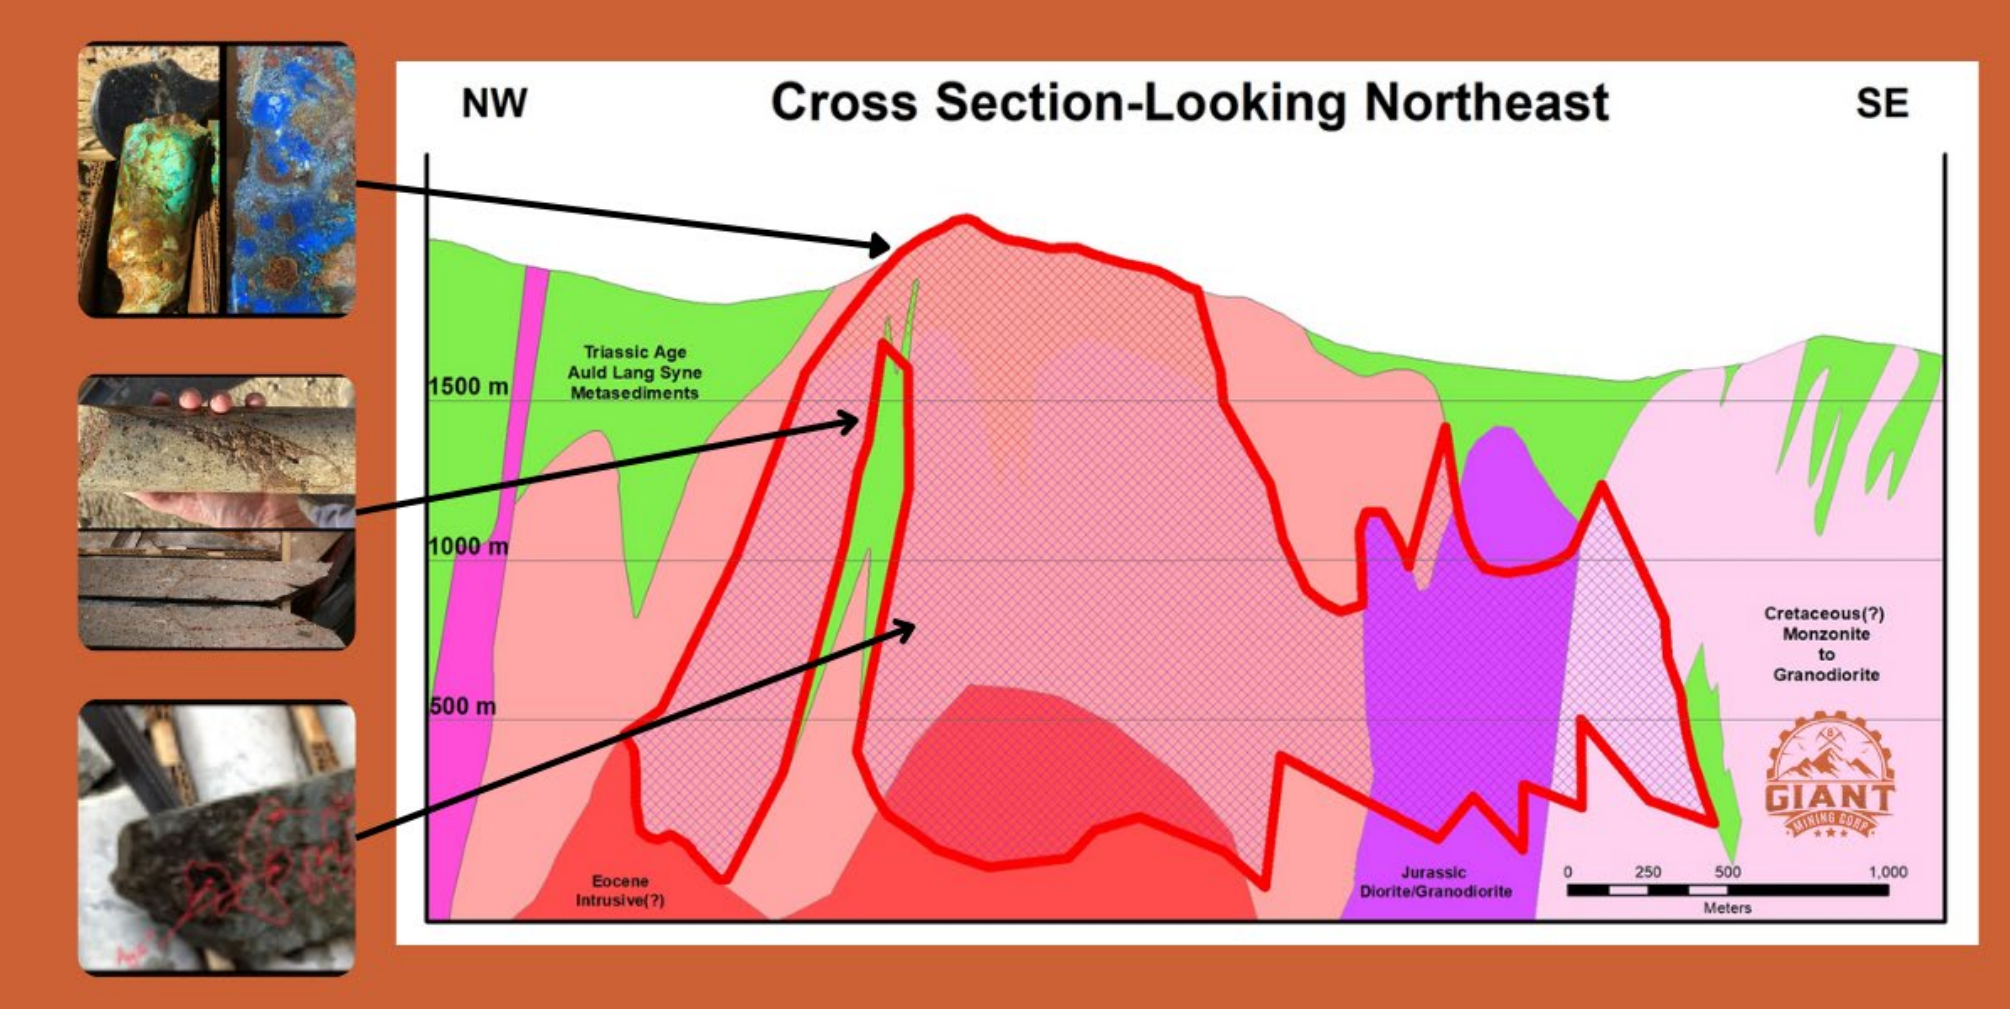 NW
Cross Section-Looking Northeast
SE
Triassic Age
Auld Lang Syne
Metasediments
1500 m
1000 m
500 m
Cretaceous(?)
Monzonite
to
Granodiorite
GIANT
MINING CORP
Eocene
Intrusive(?)
Jurassic
Diorite/Granodiorite
0 250 500 1,000
Meters